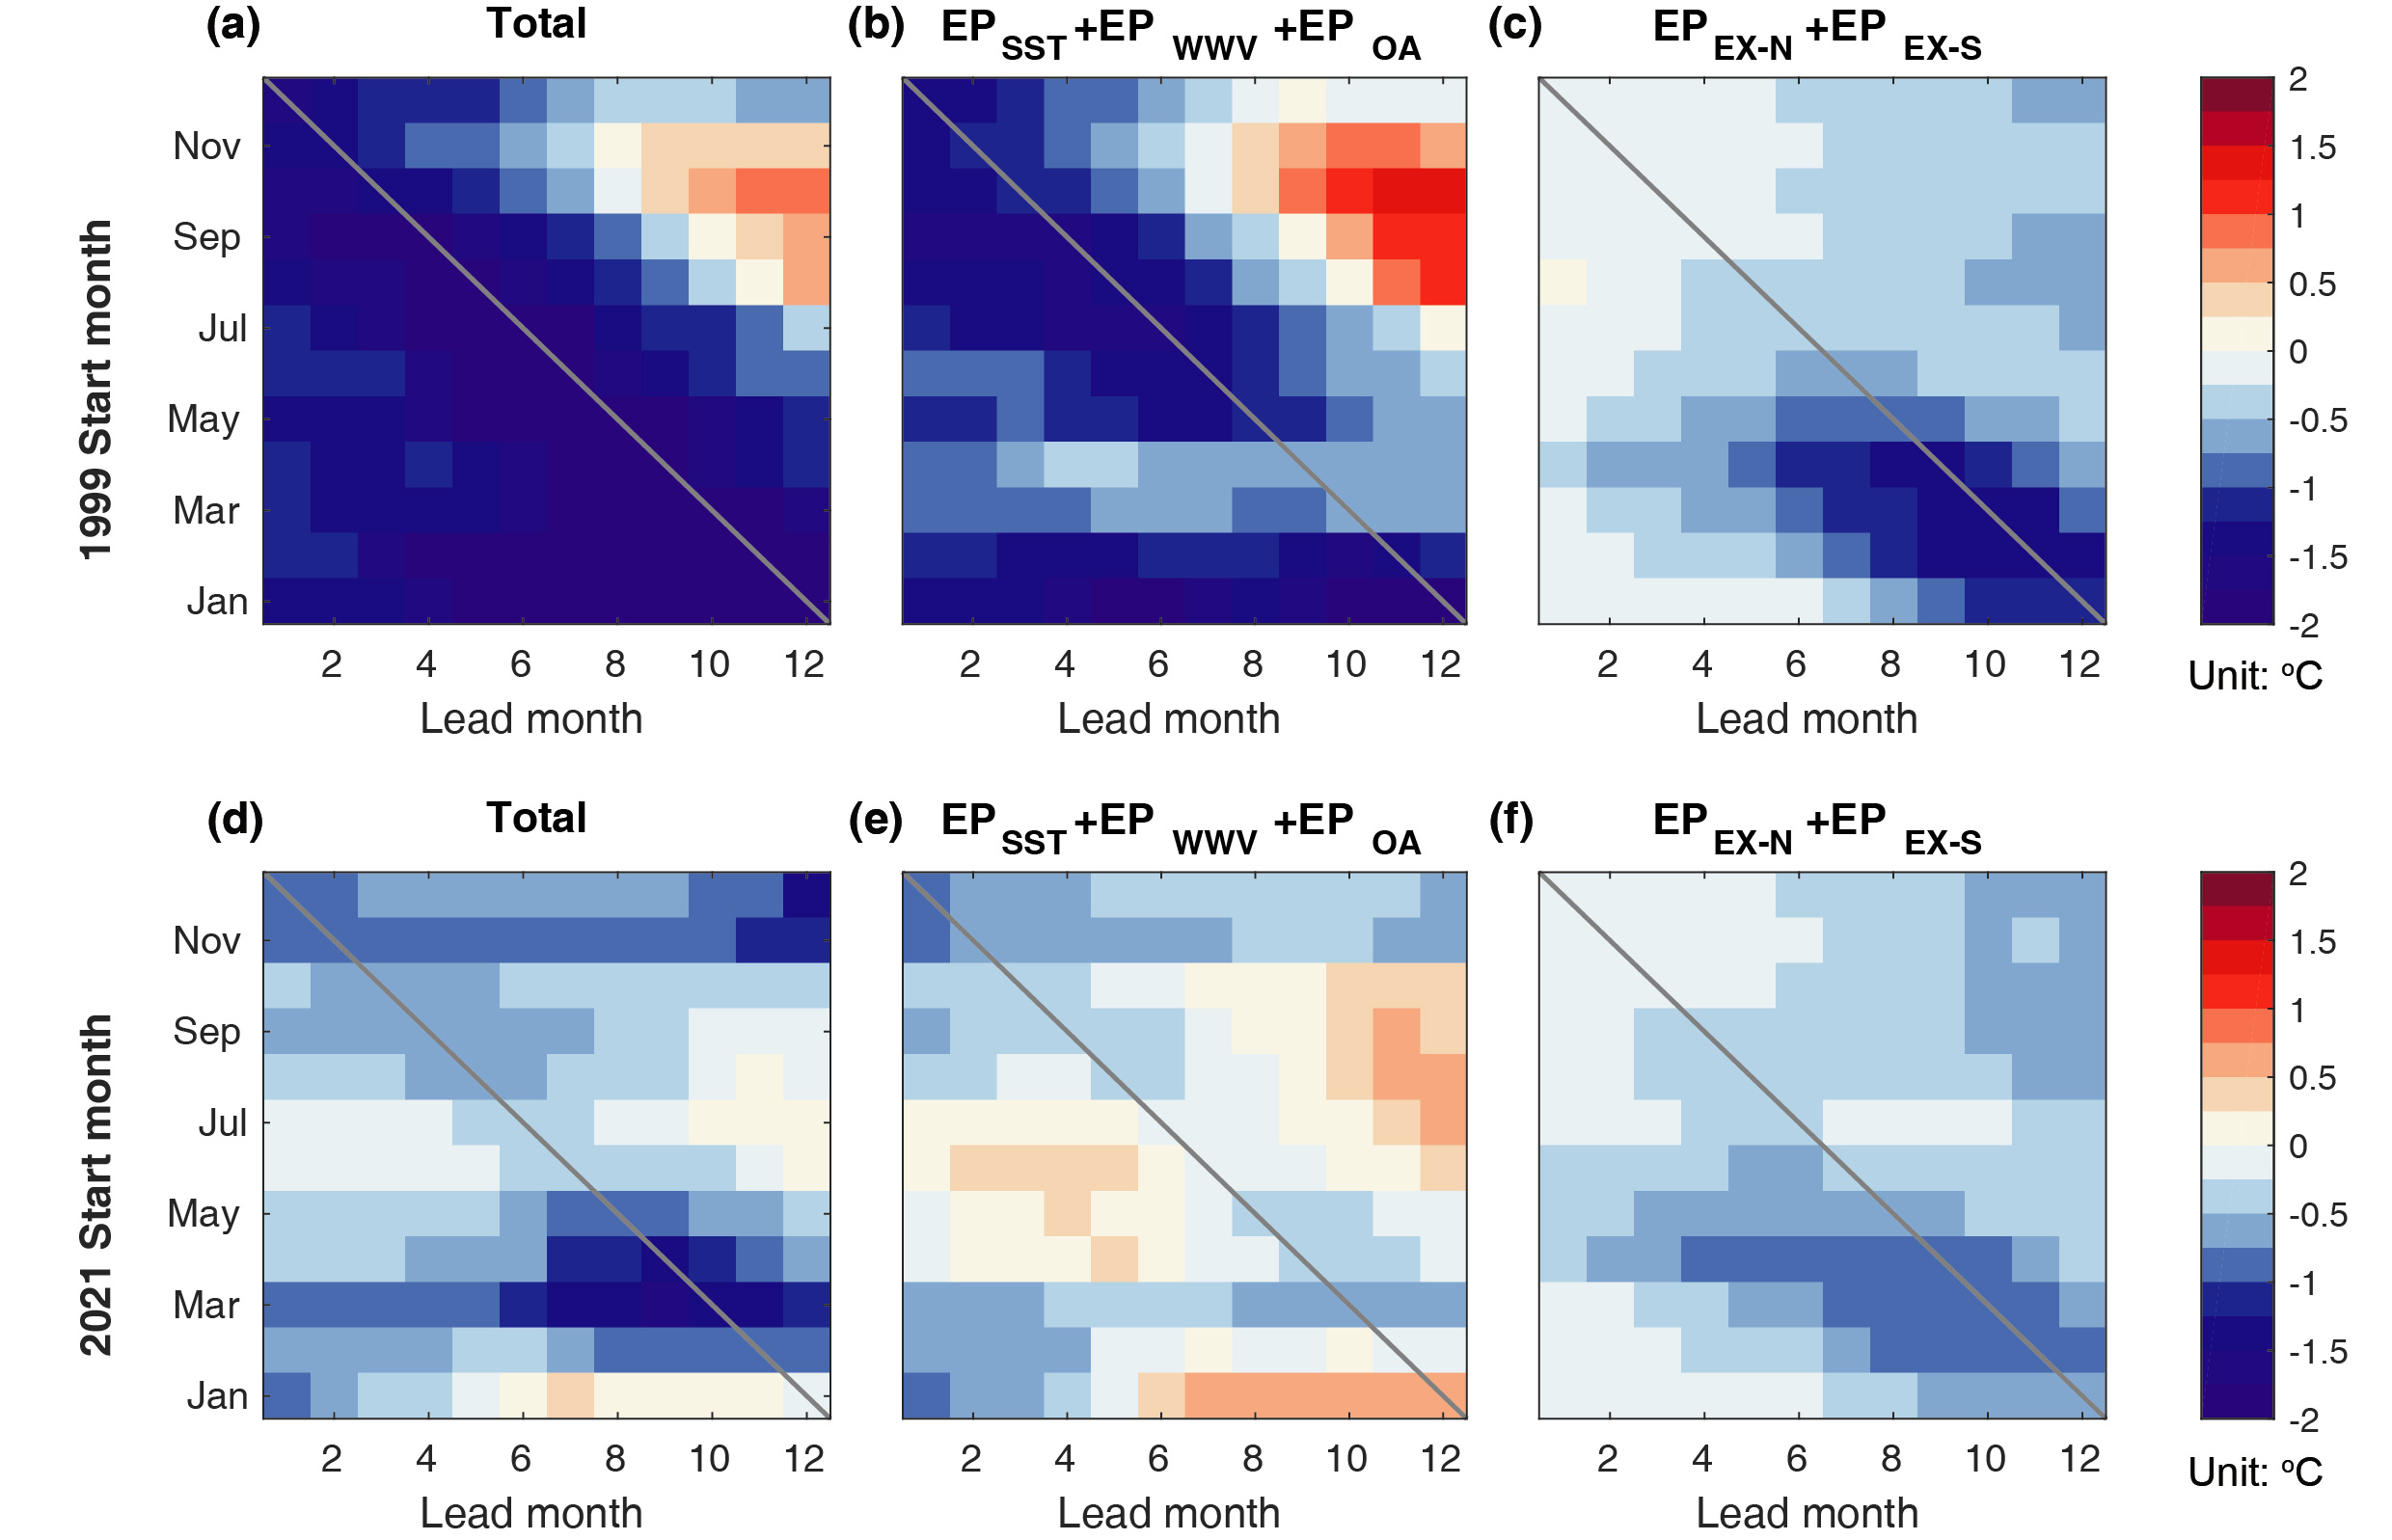 (a) Total
(b) EP SST +EP WWV +EP OA
(c) EP EX-N +EP EX-S
1999 Start month
Nov
Sep
Jul
May
Mar
Jan
2 4 6 8 10 12
Lead month
2 4 6 8 10 12
Lead month
2 4 6 8 10 12
Lead month
2
1.5
1
0.5
0
-0.5
-1
-1.5
-2
Unit: ºC
(d) Total
(e) EP SST +EP WWV +EP OA
(f) EP EX-N +EP EX-S
2021 Start month
Nov
Sep
Jul
May
Mar
Jan
2 4 6 8 10 12
Lead month
2 4 6 8 10 12
Lead month
2 4 6 8 10 12
Lead month
2
1.5
1
0.5
0
-0.5
-1
-1.5
-2
Unit: ºC